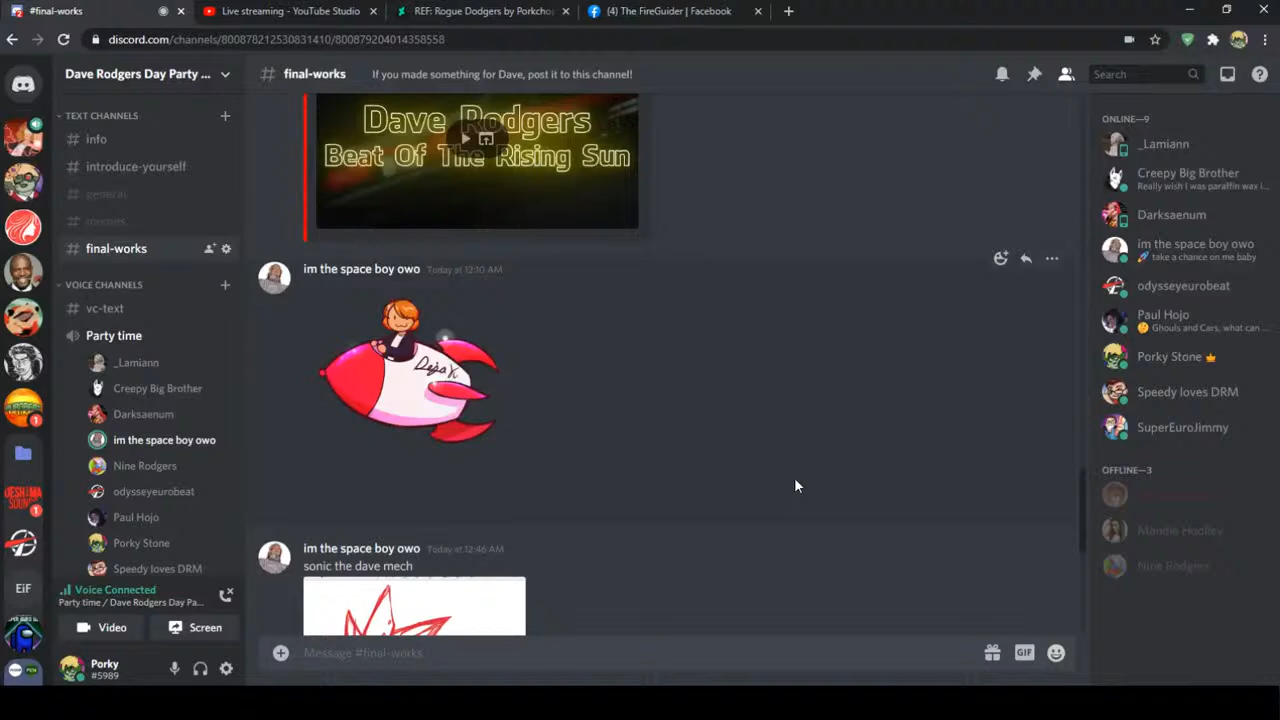 #final-works
Live streaming - YouTube Studio
REF: Rogue Dodgers by Porkcho
(4) The FireGuider | Facebook
discord.com/channels/800878212530831410/800879204014358558
Dave Rodgers Day Party ...
final-works
If you made something for Dave, post it to this channel!
Search
TEXT CHANNELS
info
introduce-yourself
general
memes
final-works
VOICE CHANNELS
vc-text
Party time
_Lamiann
Creepy Big Brother
Darksaenum
im the space boy owo
Nine Rodgers
odysseyeurobeat
Paul Hojo
Porky Stone
Speedy loves DRM
Voice Connected
Party time / Dave Rodgers Day Pa...
Video
Screen
Porky
#5989
1
1
EiF
Dave Rodgers
Beat Of The Rising Sun
im the space boy owo Today at 12:10 AM
Deja V
im the space boy owo Today at 12:46 AM
sonic the dave mech
Message #final-works
GIF
ONLINE—9
_Lamiann
Creepy Big Brother
Really wish I was paraffin wax i...
Darksaenum
im the space boy owo
🚀 take a chance on me baby
odysseyeurobeat
Paul Hojo
🤔 Ghouls and Cars, what can ...
Porky Stone
Speedy loves DRM
SuperEuroJimmy
OFFLINE—3
Mandie Hadley
Nine Rodgers